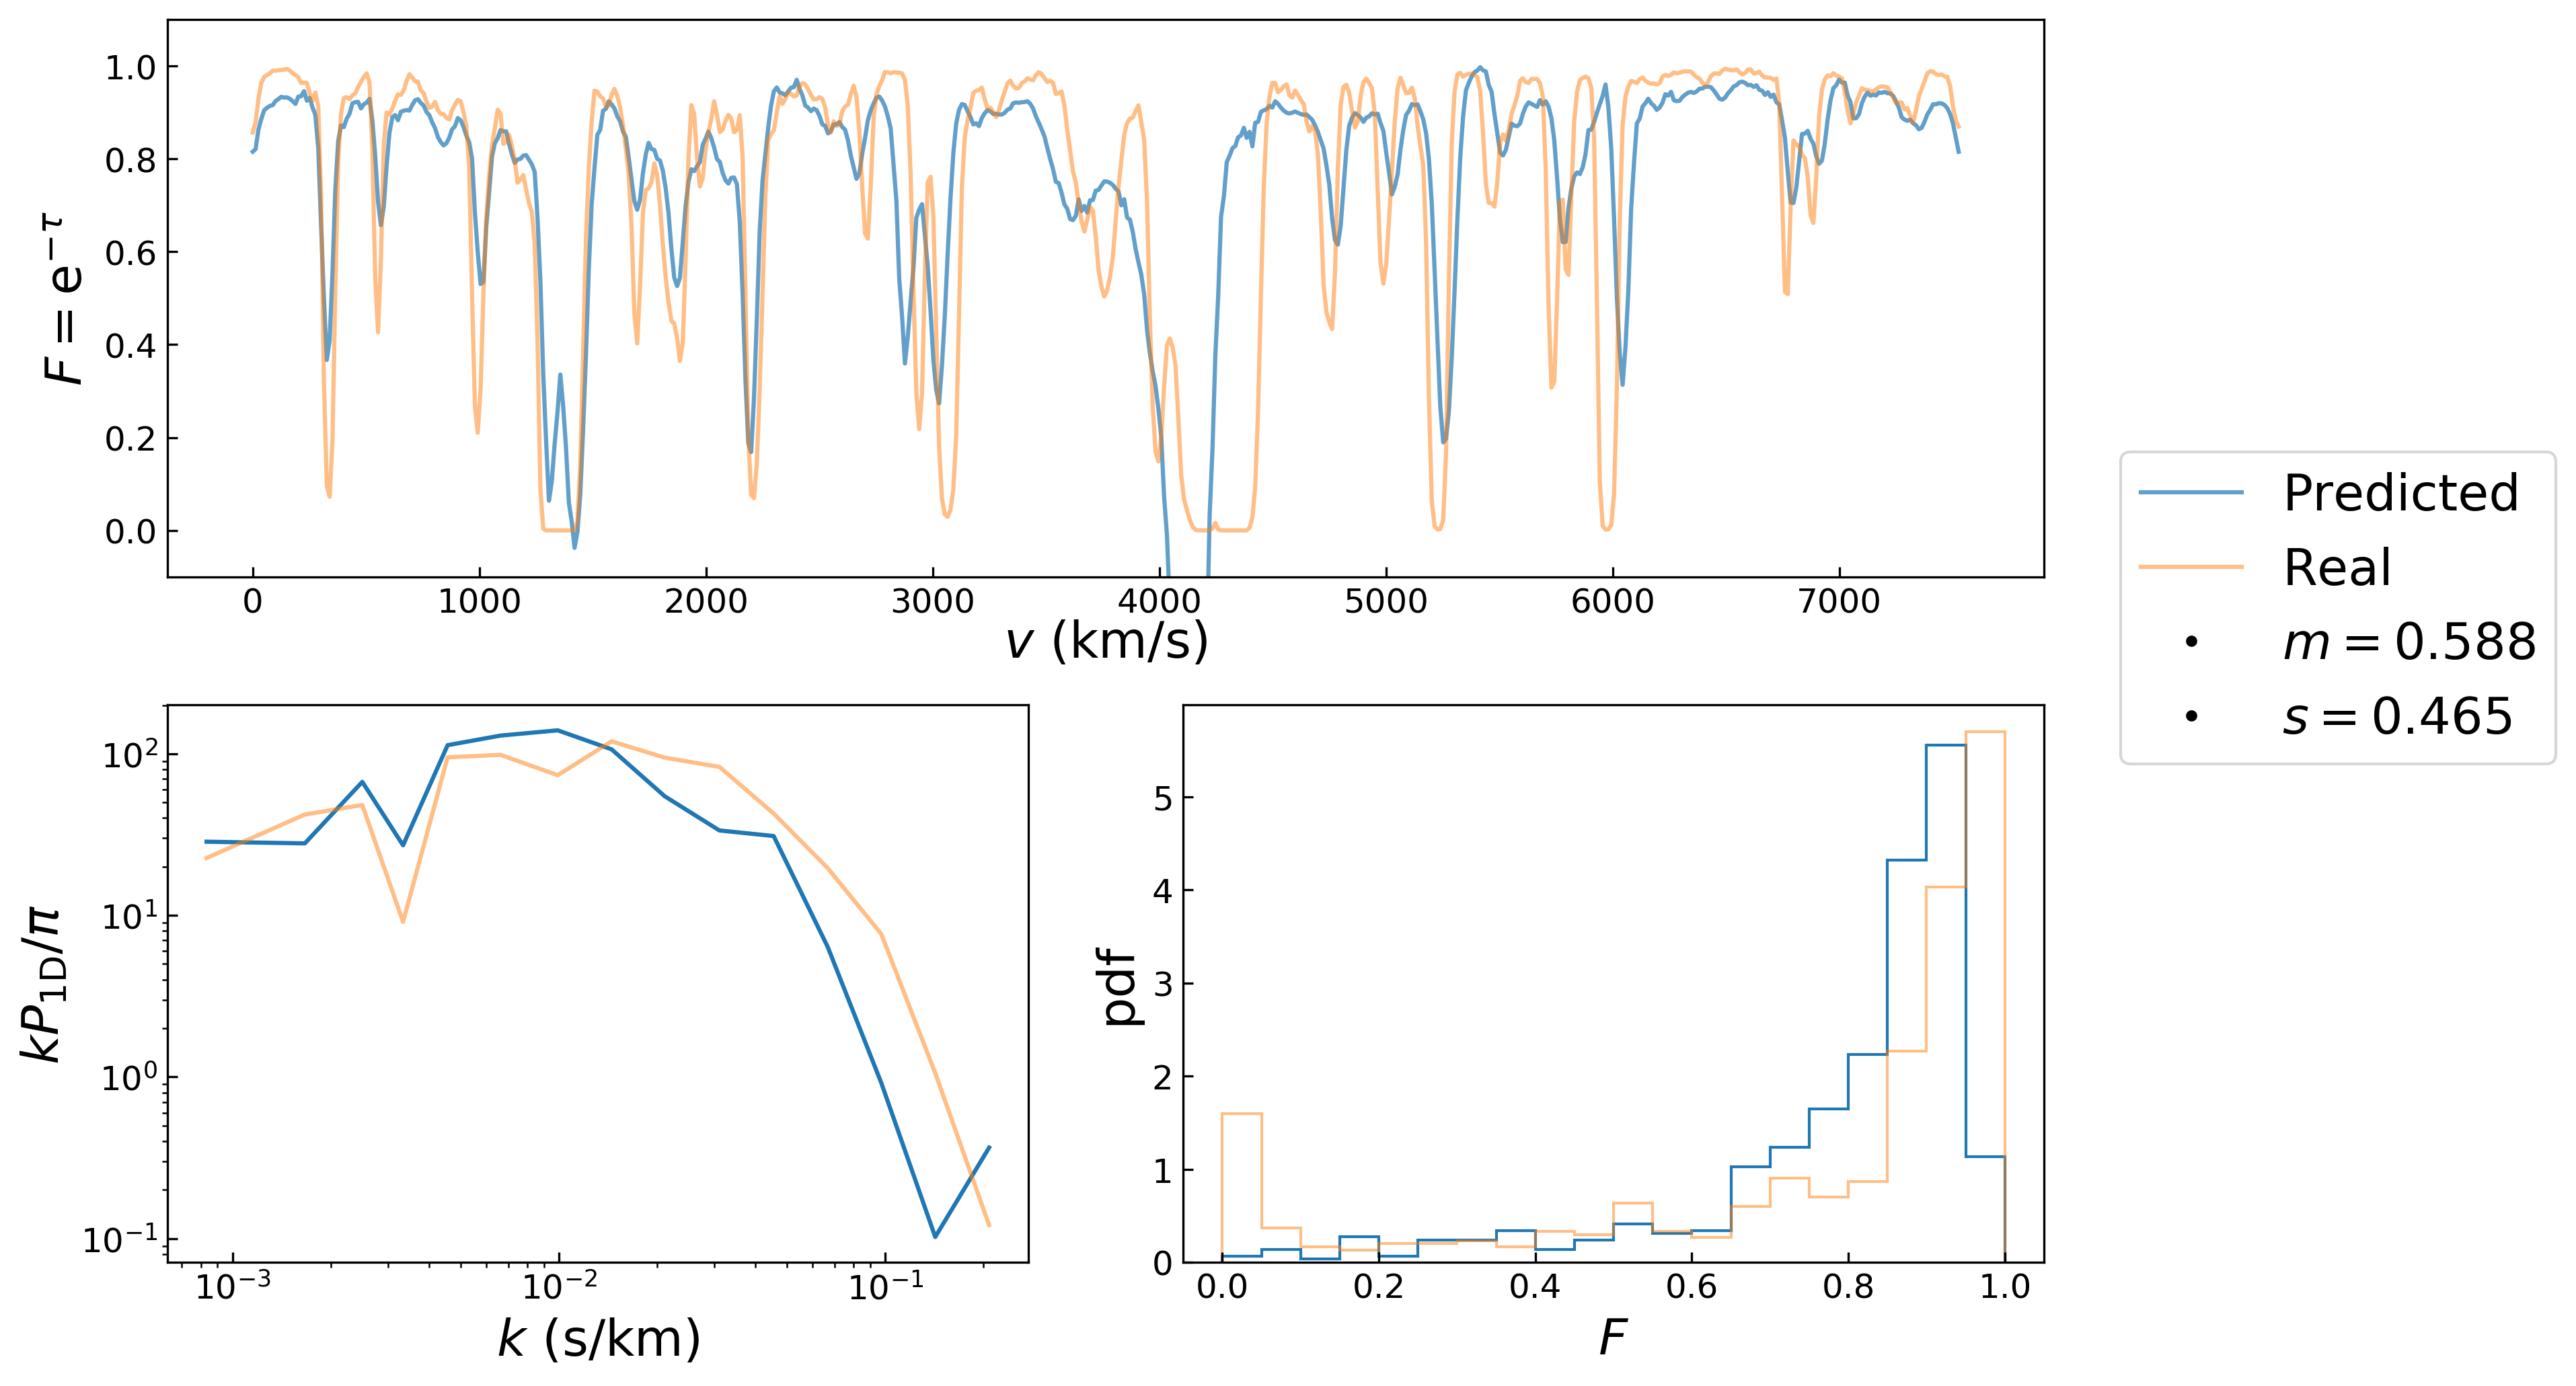 1.0
0.8
0.6
0.4
0.2
0.0
F = e^{−τ}
0 1000 2000 3000 4000 5000 6000 7000
v (km/s)
Predicted
Real
m = 0.588
s = 0.465
10^2
10^1
10^0
10^{−1}
kP_{1D}/π
10^{−3} 10^{−2} 10^{−1}
k (s/km)
5
4
3
2
1
0
pdf
0.0 0.2 0.4 0.6 0.8 1.0
F